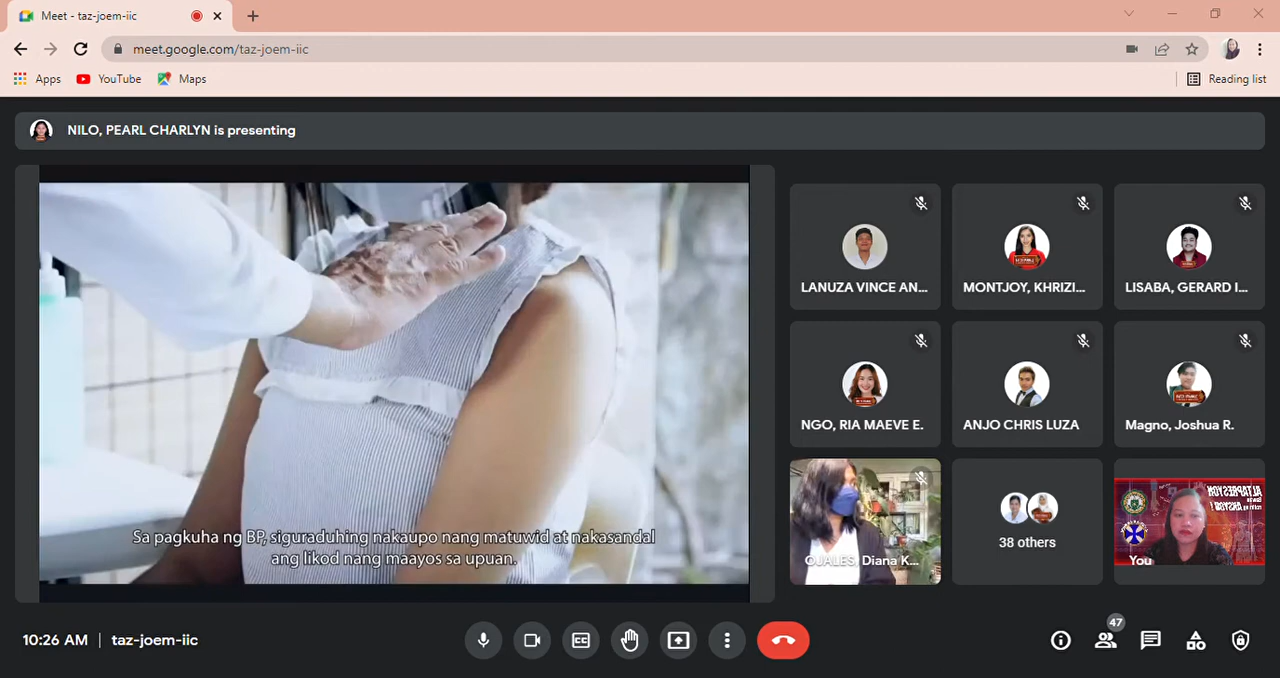 Meet - taz-joem-iic
meet.google.com/taz-joem-iic
Apps YouTube Maps Reading list
NILO, PEARL CHARLYN is presenting
Sa pagkuha ng BP, siguraduhing nakaupo nang matuwid at nakasandal
ang likod nang maayos sa upuan.
LANUZA VINCE AN... MONTJOY, KHRIZI... LISABA, GERARD I...
NGO, RIA MAEVE E. ANJO CHRIS LUZA Magno, Joshua R.
OJALES, Diana K... 38 others You
10:26 AM | taz-joem-iic
CC
47